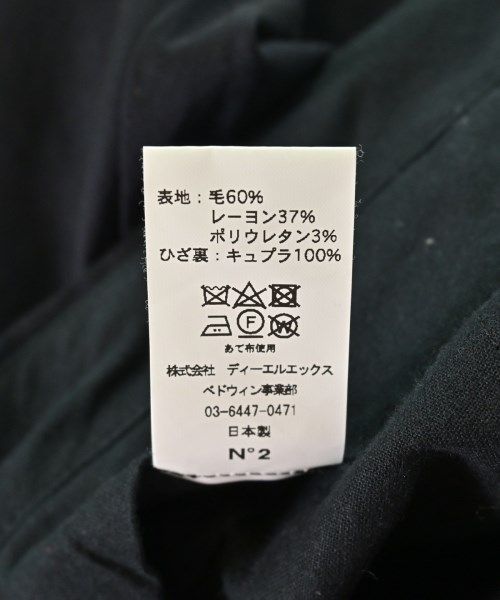 表地：毛60%
レーヨン37%
ポリウレタン3%
ひざ裏：キュプラ100%
F W
あて布使用
株式会社 ディーエルエックス
ベドウィン事業部
03-6447-0471
日本製
N°2